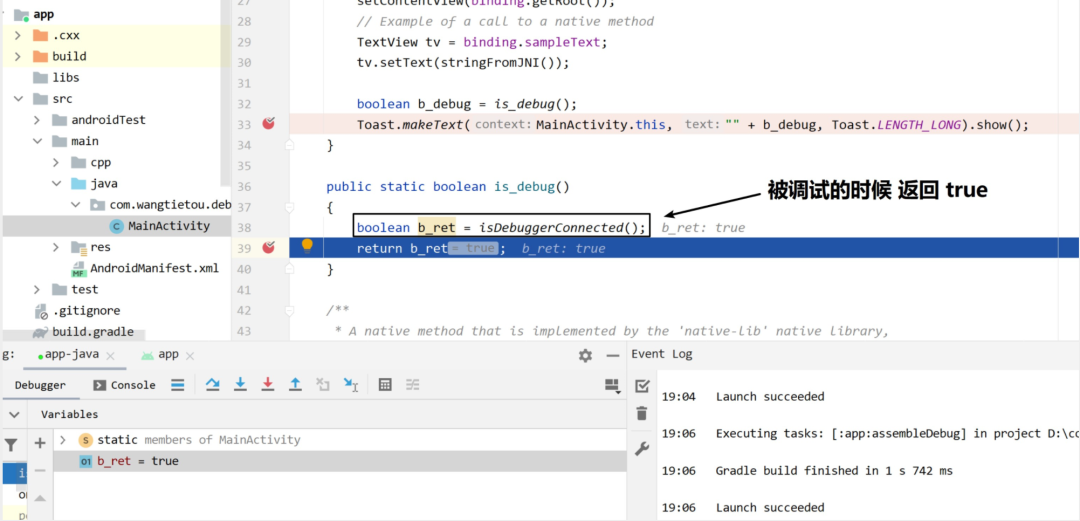 app
.cxx
build
libs
src
androidTest
main
cpp
java
com.wangtietou.deb
MainActivity
res
AndroidManifest.xml
test
.gitignore
build.gradle
27 setContentView(binding.getRoot());
28 // Example of a call to a native method
29 TextView tv = binding.sampleText;
30 tv.setText(stringFromJNI());
31
32 boolean b_debug = is_debug();
33 Toast.makeText( context: MainActivity.this, text: "" + b_debug, Toast.LENGTH_LONG).show();
34 }
35
36 public static boolean is_debug()
被调试的时候 返回 true
37 {
38 boolean b_ret = isDebuggerConnected(); b_ret: true
39 return b_ret = true ; b_ret: true
40 }
41
42 /**
43 * A native method that is implemented by the 'native-lib' native library,
g: app-java app
Debugger Console
Variables
static members of MainActivity
01 b_ret = true
Event Log
19:04 Launch succeeded
19:06 Executing tasks: [:app:assembleDebug] in project D:\co
19:06 Gradle build finished in 1 s 742 ms
19:06 Launch succeeded